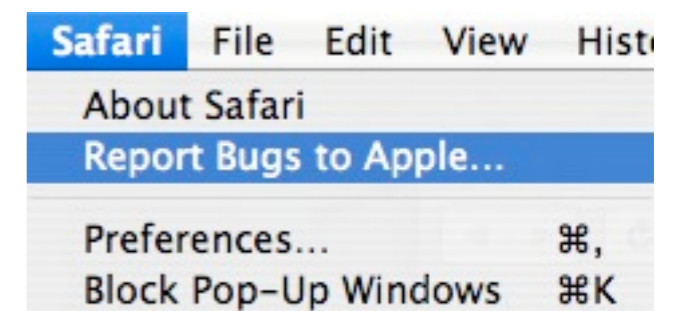 Safari File Edit View
About Safari
Report Bugs to Apple...
Preferences... ⌘,
Block Pop-Up Windows ⌘K